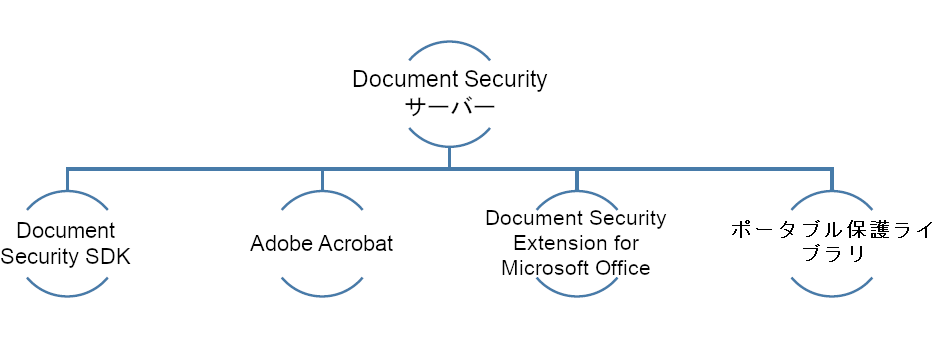 Document Security
サーバー
Document
Security SDK
Adobe Acrobat
Document Security
Extension for
Microsoft Office
ポータブル保護ライ
ブラリ